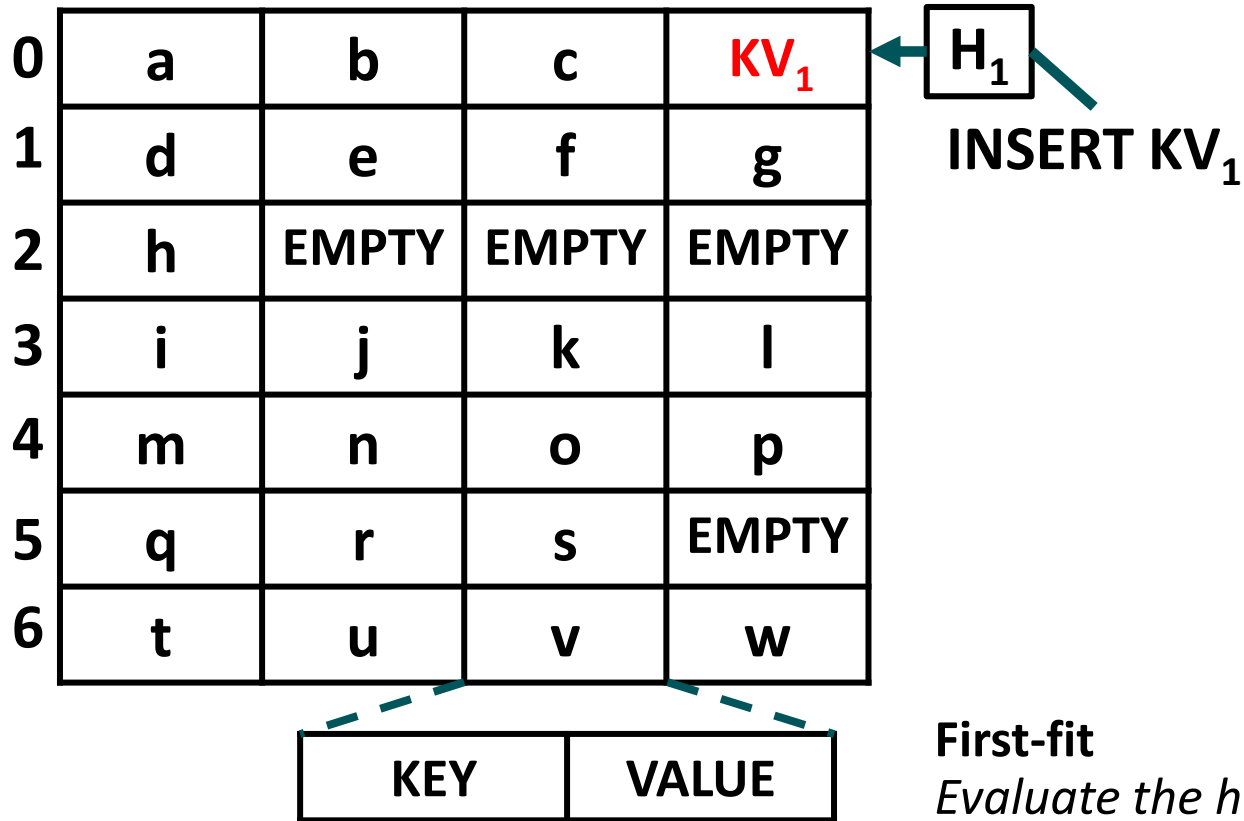 0 a b c KV₁ H₁
1 d e f g INSERT KV₁
2 h EMPTY EMPTY EMPTY
3 i j k l
4 m n o p
5 q r s EMPTY
6 t u v w
KEY VALUE
First-fit
Evaluate the h